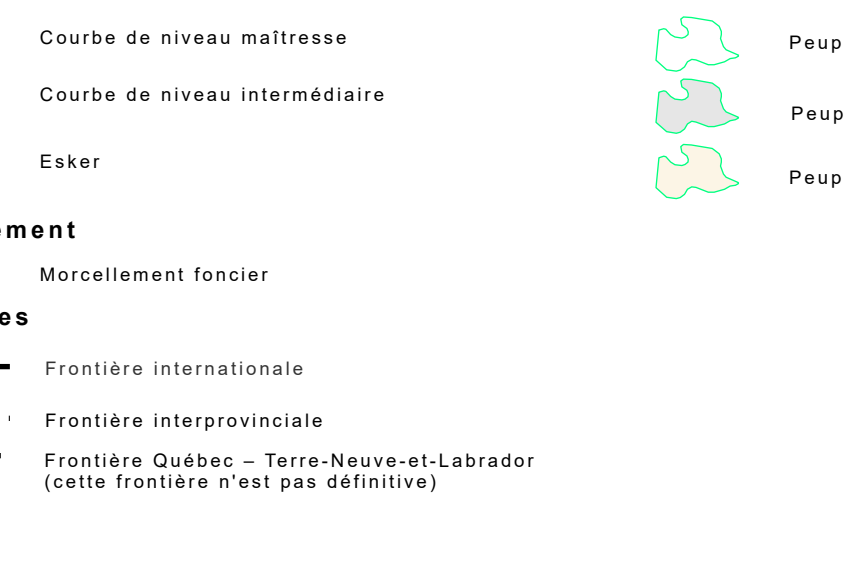 Courbe de niveau maîtresse
Courbe de niveau intermédiaire
Esker
ement
Morcellement foncier
es
Frontière internationale
Frontière interprovinciale
Frontière Québec – Terre-Neuve-et-Labrador
(cette frontière n'est pas définitive)
Peup
Peup
Peup